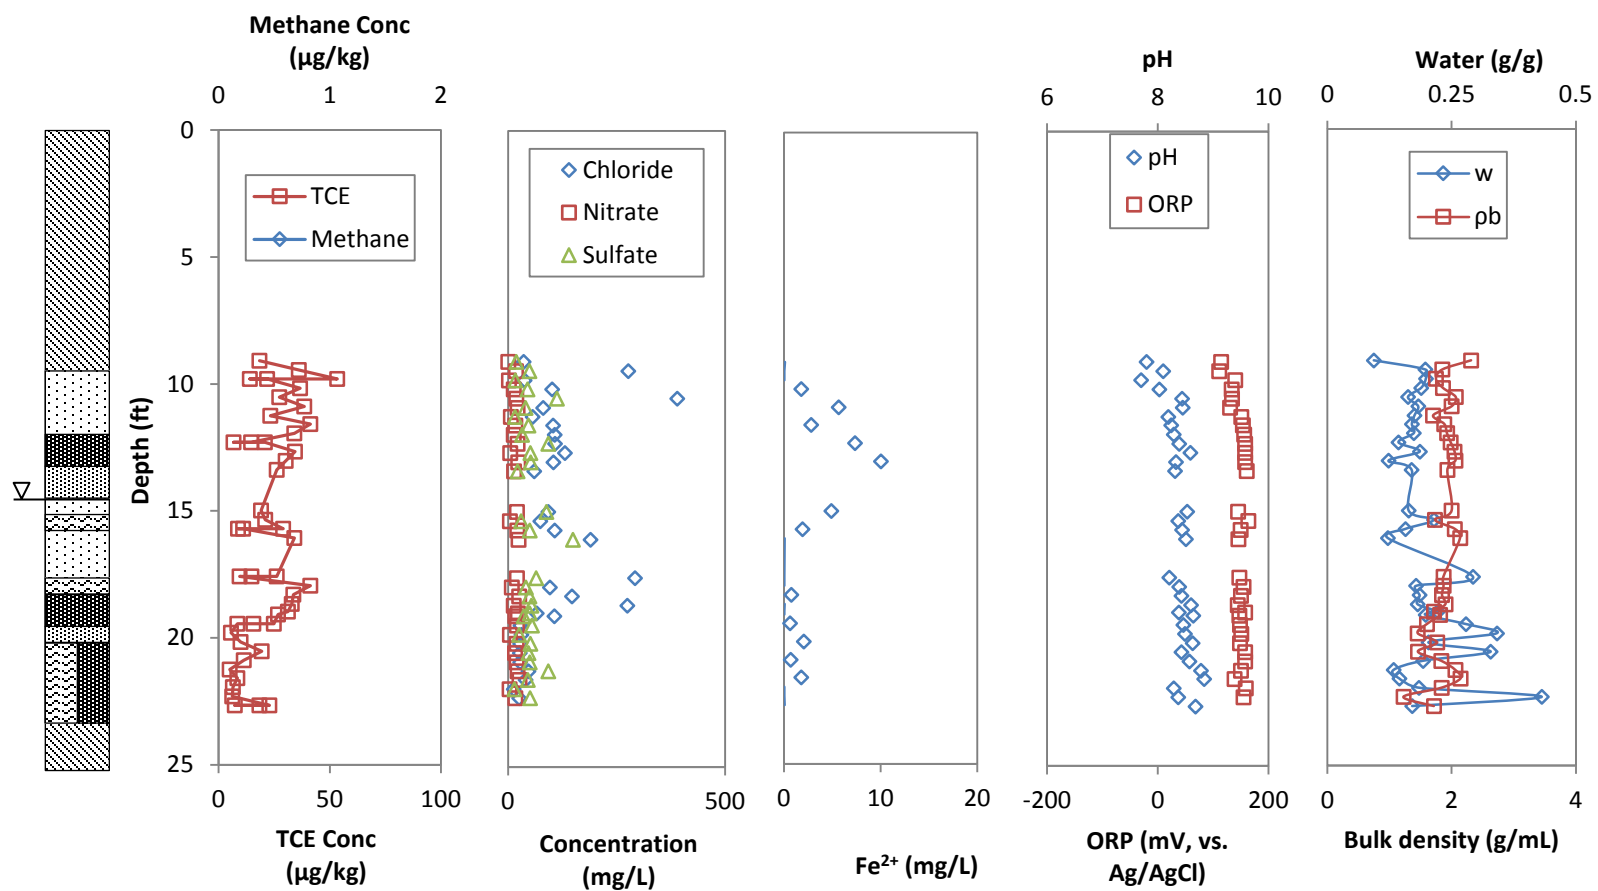 Methane Conc
(µg/kg)
0 1 2
pH
6 8 10
Water (g/g)
0 0.25 0.5
Depth (ft)
0
5
10
15
20
25
TCE
Methane
Chloride
Nitrate
Sulfate
pH
ORP
w
ρb
0 50 100
TCE Conc
(µg/kg)
0 500
Concentration
(mg/L)
0 10 20
Fe²⁺ (mg/L)
-200 0 200
ORP (mV, vs.
Ag/AgCl)
0 2 4
Bulk density (g/mL)